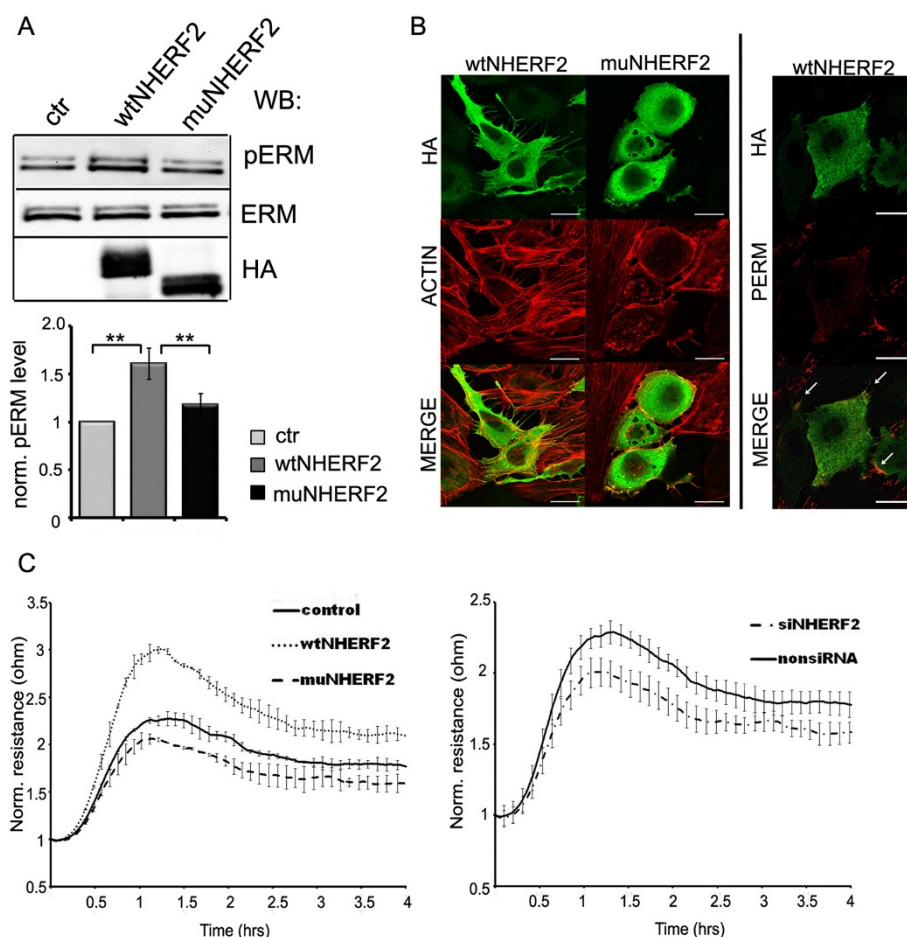 A
ctr
wtNHERF2
muNHERF2
WB:
pERM
ERM
HA
norm. pERM level
2.0
1.5
1.0
1.5
0
**
**
ctr
wtNHERF2
muNHERF2
B
wtNHERF2
muNHERF2
wtNHERF2
HA
ACTIN
MERGE
HA
PERM
MERGE
C
Norm. resistance (ohm)
3.5
3
2.5
2
1.5
1
0.5
0.5 1 1.5 2 2.5 3 3.5 4
Time (hrs)
control
wtNHERF2
muNHERF2
Norm. resistance (ohm)
2.5
2
1.5
1
0.5
0.5 1 1.5 2 2.5 3 3.5 4
Time (hrs)
siNHERF2
nonsiRNA